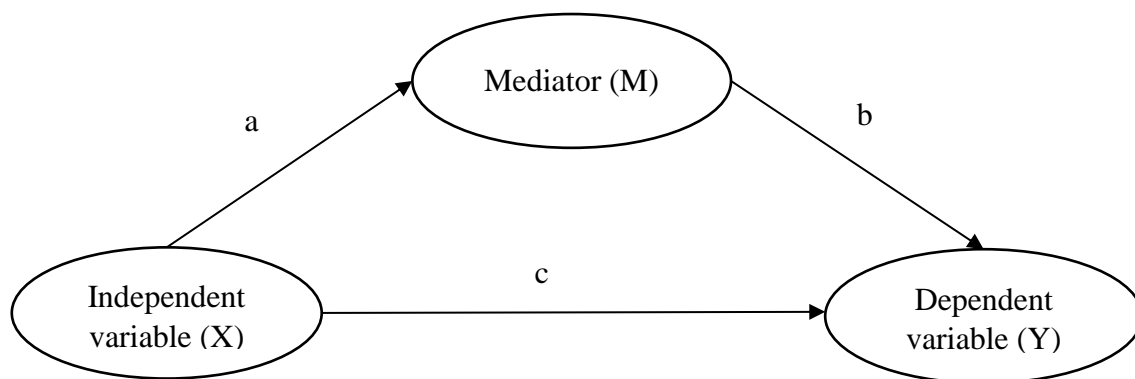 Mediator (M)
a
b
c
Independent
variable (X)
Dependent
variable (Y)